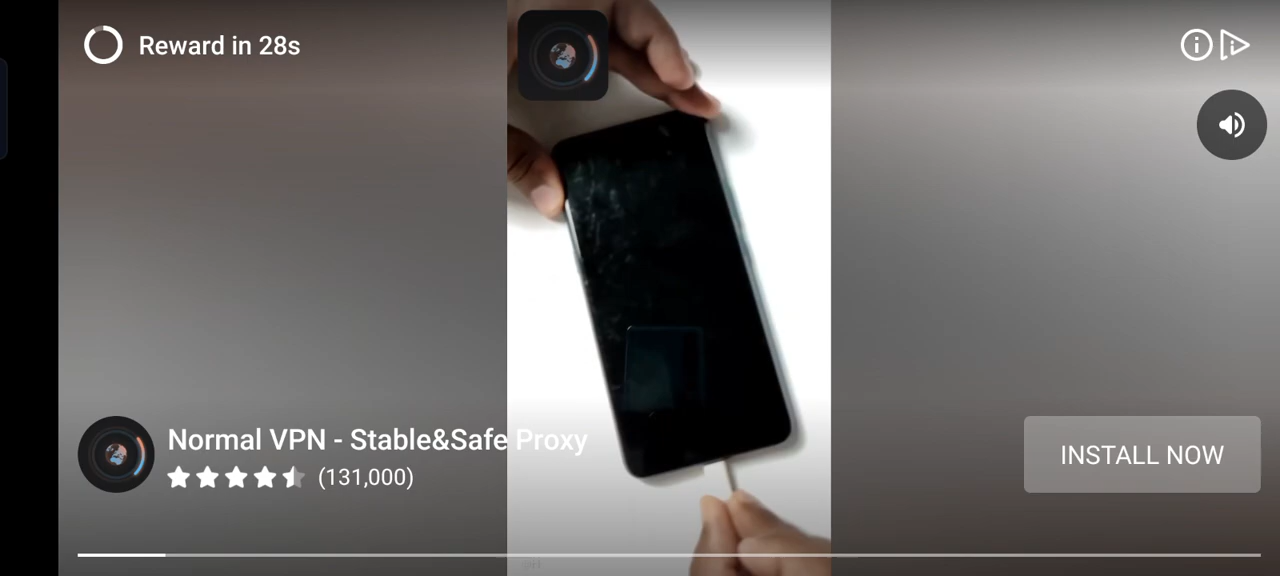 Reward in 28s
Normal VPN - Stable&Safe Proxy
(131,000)
INSTALL NOW